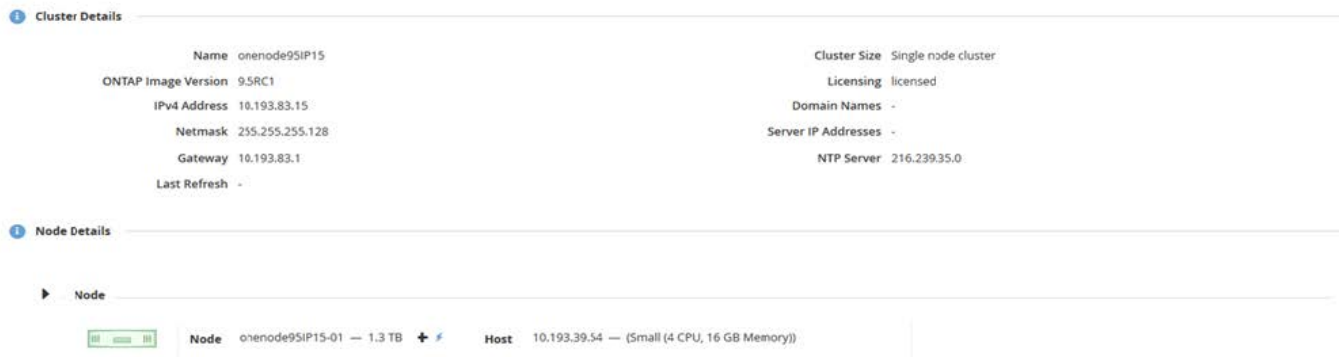 Cluster Details
Name onenode95IP15 Cluster Size Single node cluster
ONTAP Image Version 9.5RC1 Licensing licensed
IPv4 Address 10.193.83.15 Domain Names -
Netmask 255.255.255.128 Server IP Addresses -
Gateway 10.193.83.1 NTP Server 216.239.35.0
Last Refresh -
Node Details
Node
Node onenode95IP15-01 — 1.3 TB Host 10.193.39.54 — (Small (4 CPU, 16 GB Memory))